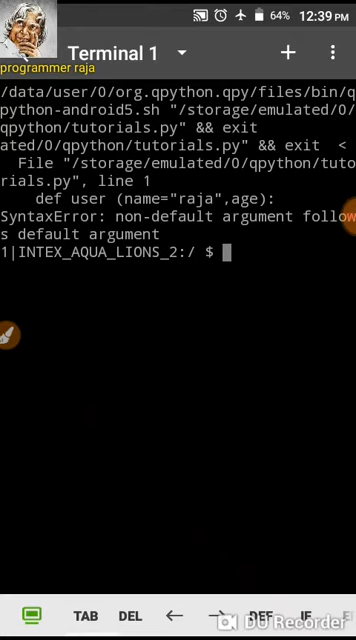 64% 12:39 PM
Terminal 1
programmer raja
/data/user/0/org.qpython.qpy/files/bin/q
python-android5.sh "/storage/emulated/0/
qpython/tutorials.py" && exit
ated/0/qpython/tutorials.py" && exit  <
  File "/storage/emulated/0/qpython/tuto
rials.py", line 1
    def user (name="raja",age):
SyntaxError: non-default argument follow
s default argument
1|INTEX_AQUA_LIONS_2:/ $
TAB DEL ← → DEF IF
DU Recorder